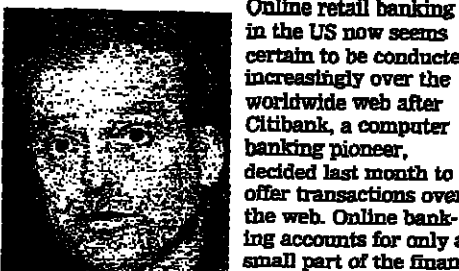 Online retail banking
in the US now seems
certain to be conducte
increasingly over the
worldwide web after
Citibank, a computer
banking pioneer,
decided last month to
offer transactions over
the web. Online bank-
ing accounts for only a
small part of the finan